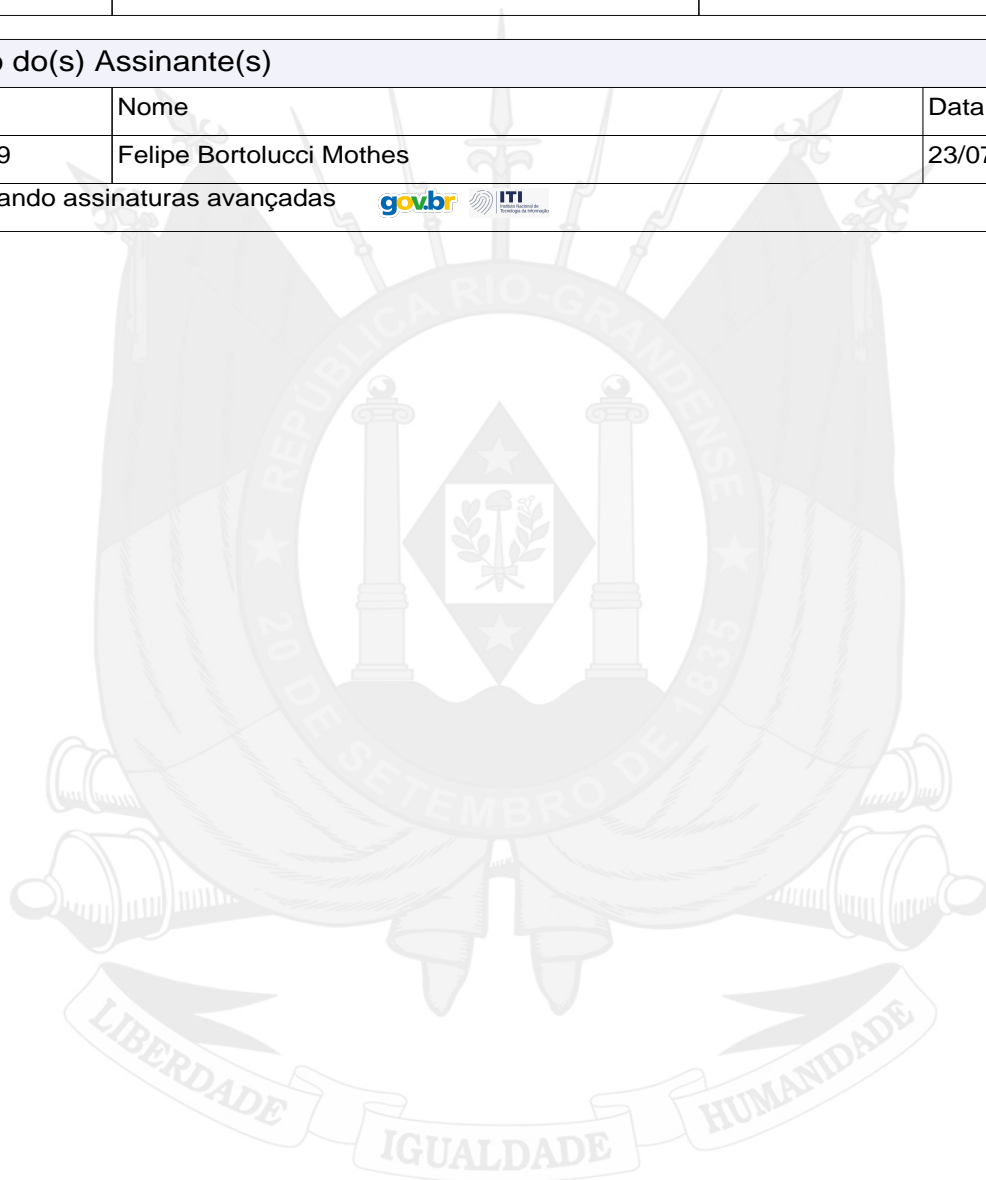 o do(s) Assinante(s)
Nome
Data
9
Felipe Bortolucci Mothes
23/07
ando assinaturas avançadas
gov.br
ITI
REPÚBLICA RIO-GRANDENSE
20 DE SETEMBRO DE 1835
LIBERDADE
IGUALDADE
HUMANIDADE